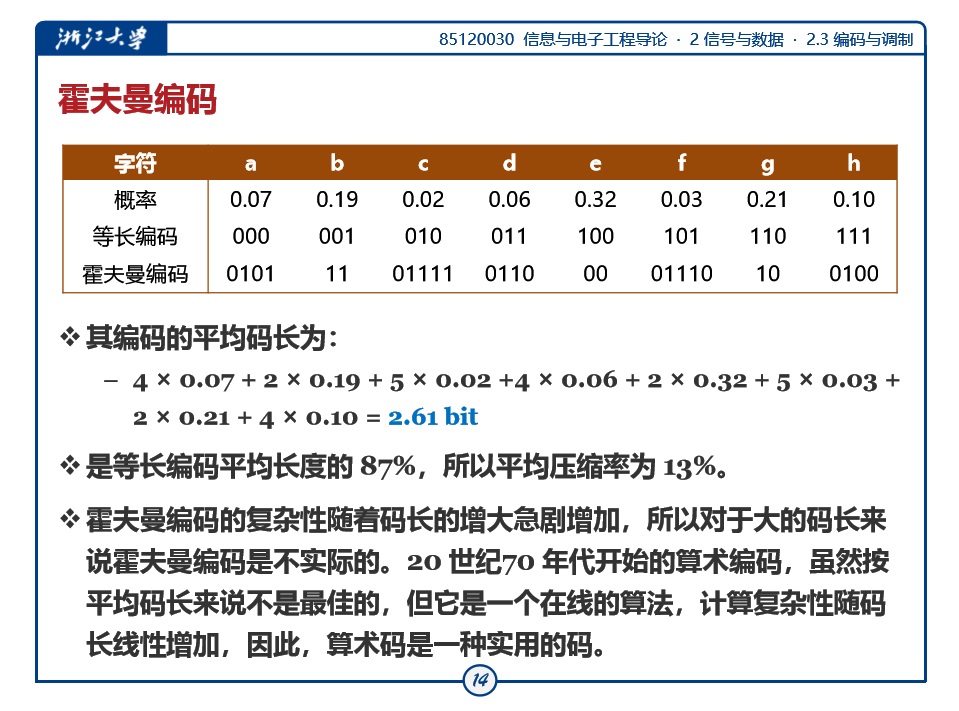 浙江大学
85120030 信息与电子工程导论 · 2 信号与数据 · 2.3 编码与调制
霍夫曼编码
字符 a b c d e f g h
概率 0.07 0.19 0.02 0.06 0.32 0.03 0.21 0.10
等长编码 000 001 010 011 100 101 110 111
霍夫曼编码 0101 11 01111 0110 00 01110 10 0100
❖ 其编码的平均码长为：
– 4 × 0.07 + 2 × 0.19 + 5 × 0.02 +4 × 0.06 + 2 × 0.32 + 5 × 0.03 +
2 × 0.21 + 4 × 0.10 = 2.61 bit
❖ 是等长编码平均长度的 87%，所以平均压缩率为 13%。
❖ 霍夫曼编码的复杂性随着码长的增大急剧增加，所以对于大的码长来
说霍夫曼编码是不实际的。20 世纪70 年代开始的算术编码，虽然按
平均码长来说不是最佳的，但它是一个在线的算法，计算复杂性随码
长线性增加，因此，算术码是一种实用的码。
14